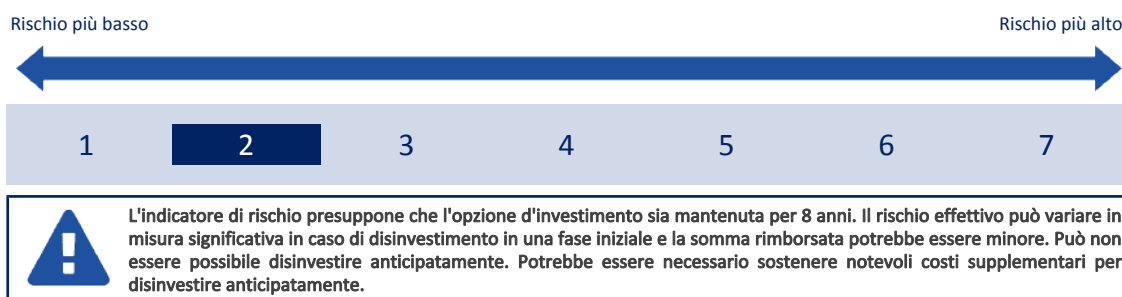 Rischio più basso Rischio più alto
1 2 3 4 5 6 7
L'indicatore di rischio presuppone che l'opzione d'investimento sia mantenuta per 8 anni. Il rischio effettivo può variare in
misura significativa in caso di disinvestimento in una fase iniziale e la somma rimborsata potrebbe essere minore. Può non
essere possibile disinvestire anticipatamente. Potrebbe essere necessario sostenere notevoli costi supplementari per
disinvestire anticipatamente.